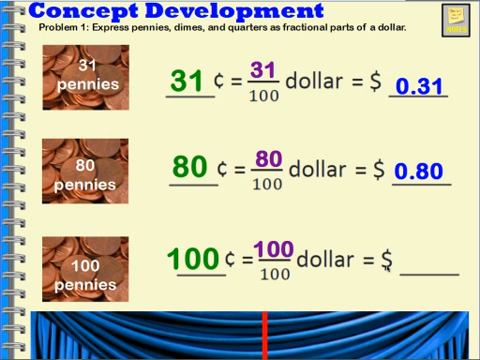 Concept Development
Problem 1: Express pennies, dimes, and quarters as fractional parts of a dollar.
31 pennies
31 ¢ = 31/100 dollar = $ 0.31
80 pennies
80 ¢ = 80/100 dollar = $ 0.80
100 pennies
100 ¢ = 100/100 dollar = $ ____